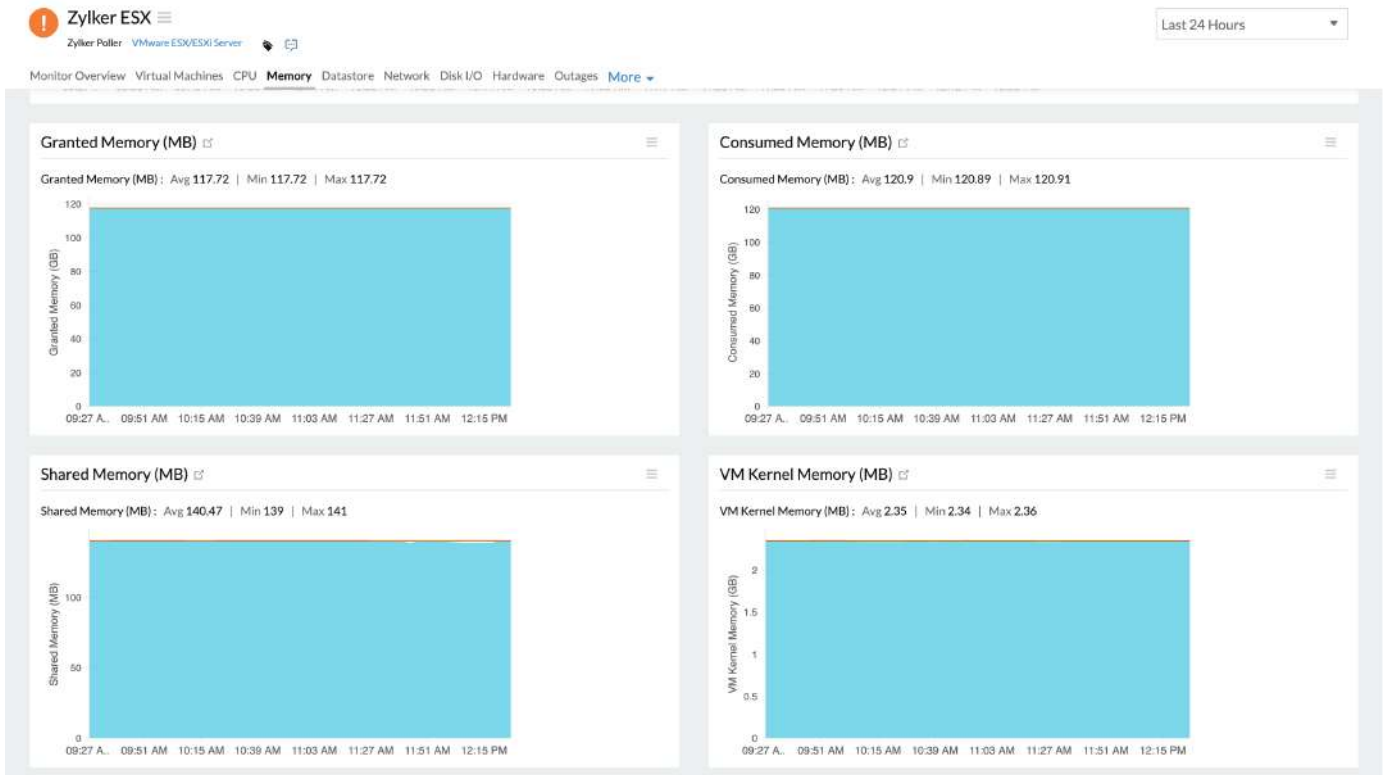 Zylker ESX
Last 24 Hours
Zylker Poller VMware ESX/ESXi Server
Monitor Overview Virtual Machines CPU Memory Datastore Network Disk I/O Hardware Outages More
Granted Memory (MB)
Granted Memory (MB) : Avg 117.72 | Min 117.72 | Max 117.72
Granted Memory (GB)
120
100
80
60
40
20
0
09:27 A.. 09:51 AM 10:15 AM 10:39 AM 11:03 AM 11:27 AM 11:51 AM 12:15 PM
Consumed Memory (MB)
Consumed Memory (MB) : Avg 120.9 | Min 120.89 | Max 120.91
Consumed Memory (GB)
120
100
80
60
40
20
0
09:27 A.. 09:51 AM 10:15 AM 10:39 AM 11:03 AM 11:27 AM 11:51 AM 12:15 PM
Shared Memory (MB)
Shared Memory (MB) : Avg 140.47 | Min 139 | Max 141
Shared Memory (MB)
100
50
0
09:27 A.. 09:51 AM 10:15 AM 10:39 AM 11:03 AM 11:27 AM 11:51 AM 12:15 PM
VM Kernel Memory (MB)
VM Kernel Memory (MB) : Avg 2.35 | Min 2.34 | Max 2.36
VM Kernel Memory (GB)
2
1.5
1
0.5
0
09:27 A.. 09:51 AM 10:15 AM 10:39 AM 11:03 AM 11:27 AM 11:51 AM 12:15 PM